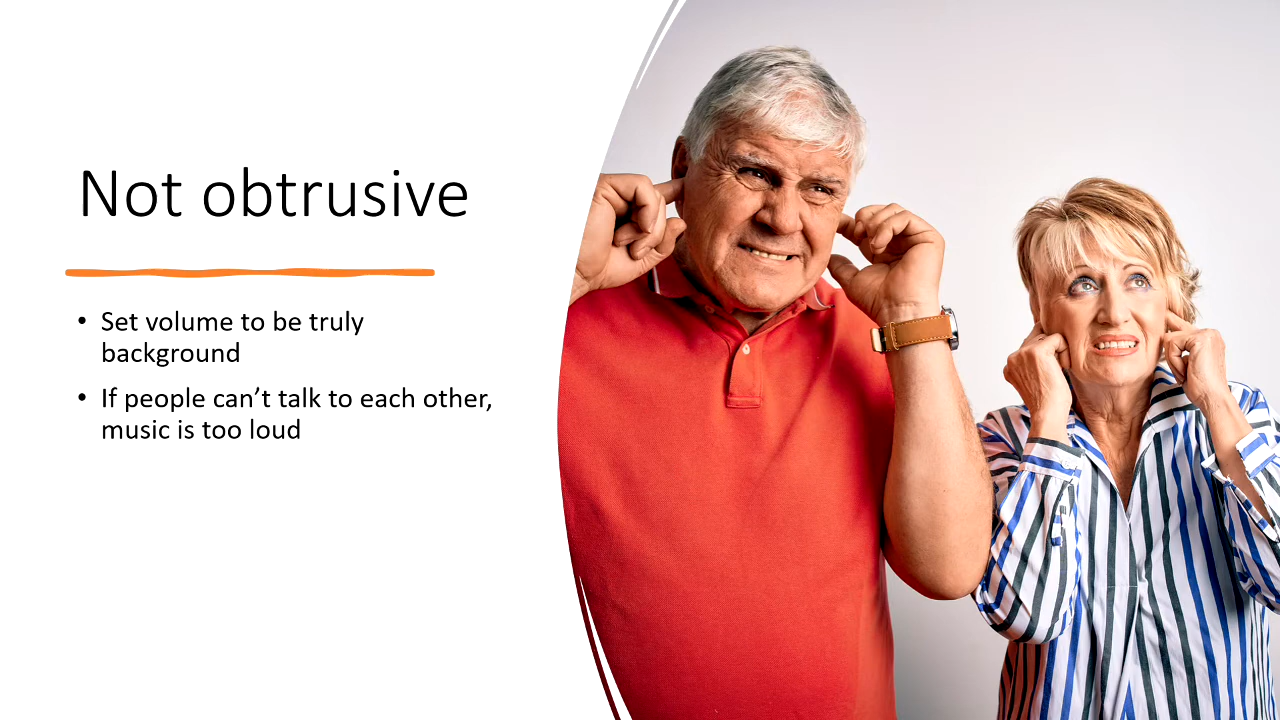 Not obtrusive
• Set volume to be truly
background
• If people can’t talk to each other,
music is too loud